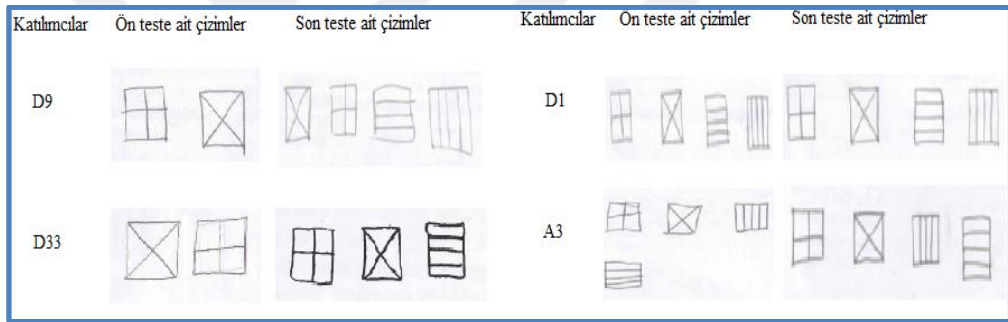 Katılımcılar Ön teste ait çizimler Son teste ait çizimler Katılımcılar Ön teste ait çizimler Son teste ait çizimler
D9 D1
D33 A3